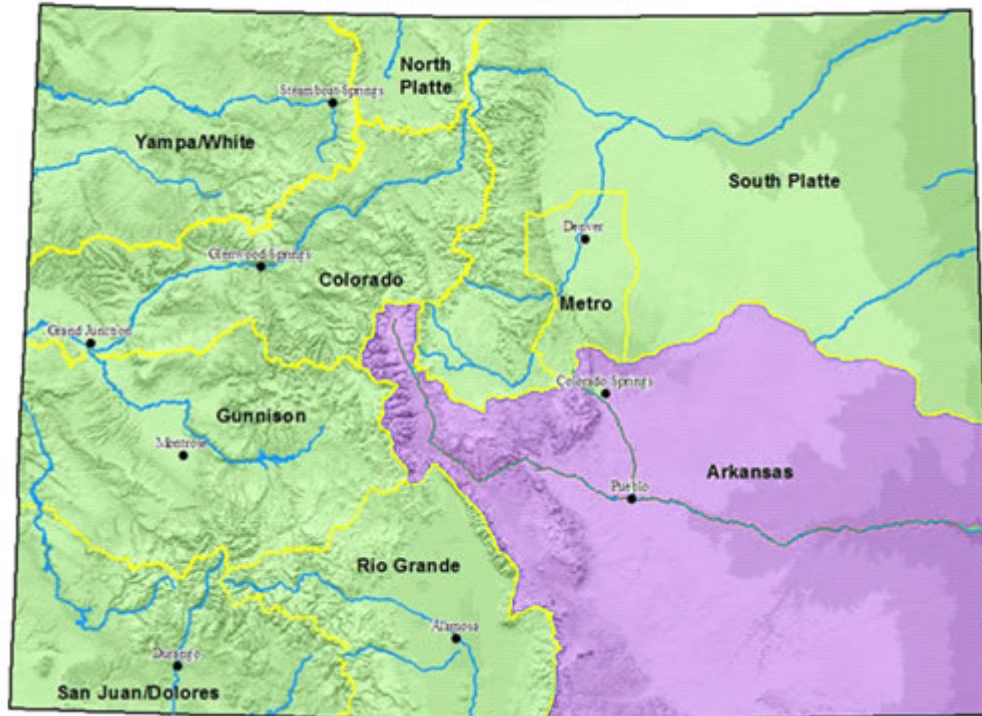 North
Platte
Steamboat Springs
Yampa/White
South Platte
Denver
Glenwood Springs
Colorado
Metro
Grand Junction
Colorado Springs
Gunnison
Montrose
Arkansas
Pueblo
Rio Grande
Alamosa
Durango
San Juan/Dolores